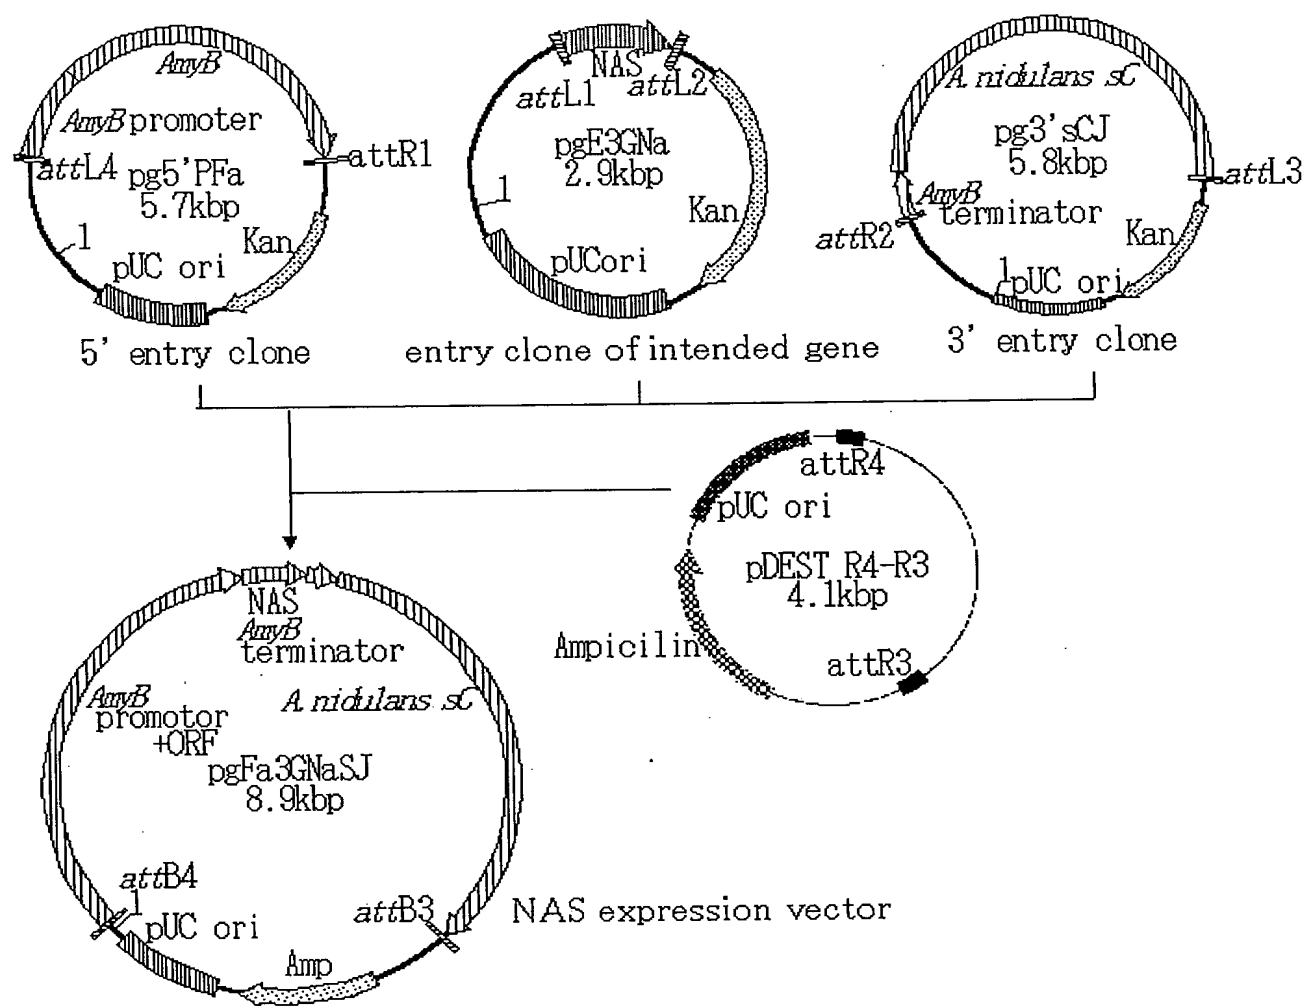 AmyB
AmyB promoter
attL4
attR1
pg5'PFa
5.7kbp
1
Kan
pUC ori
5' entry clone
NAS
attL1
attL2
pgE3GNa
2.9kbp
1
Kan
pUCori
entry clone of intended gene
A. nidulans sC
pg3'sCJ
5.8kbp
attL3
AmyB
terminator
attR2
Kan
1
pUC ori
3' entry clone
attR4
pUC ori
pDEST R4-R3
4.1kbp
Ampicilin
attR3
NAS
AmyB
terminator
AmyB
promotor
+ORF
A. nidulans sC
pgFa3GNaSJ
8.9kbp
attB4
1
pUC ori
attB3
Amp
NAS expression vector